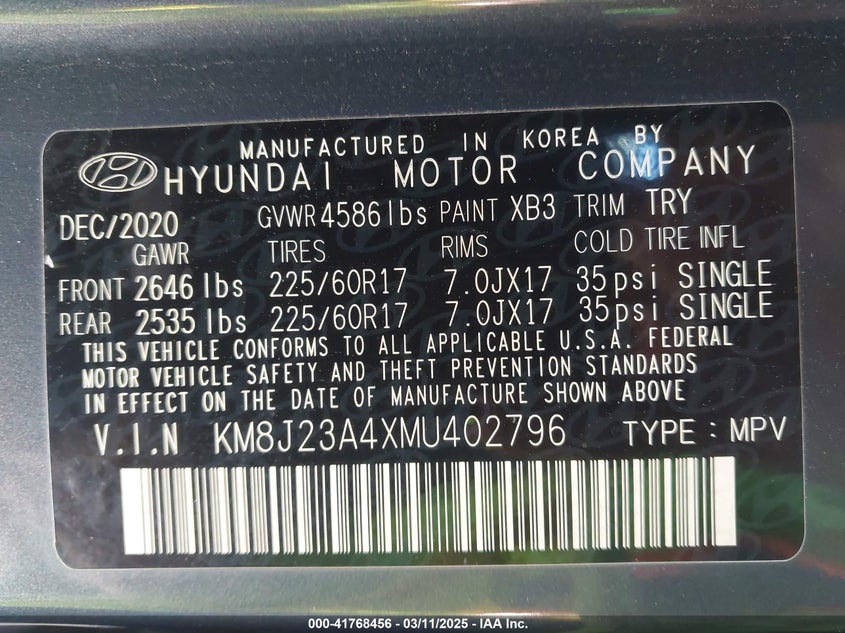 MANUFACTURED IN KOREA BY
HYUNDAI MOTOR COMPANY
DEC/2020 GVWR 4586 lbs PAINT XB3 TRIM TRY
GAWR TIRES RIMS COLD TIRE INFL
FRONT 2646 lbs 225/60R17 7.0JX17 35psi SINGLE
REAR 2535 lbs 225/60R17 7.0JX17 35psi SINGLE
THIS VEHICLE CONFORMS TO ALL APPLICABLE U.S.A. FEDERAL
MOTOR VEHICLE SAFETY AND THEFT PREVENTION STANDARDS
IN EFFECT ON THE DATE OF MANUFACTURE SHOWN ABOVE
V.I.N KM8J23A4XMU402796 TYPE : MPV
000-41768456 - 03/11/2025 - IAA Inc.